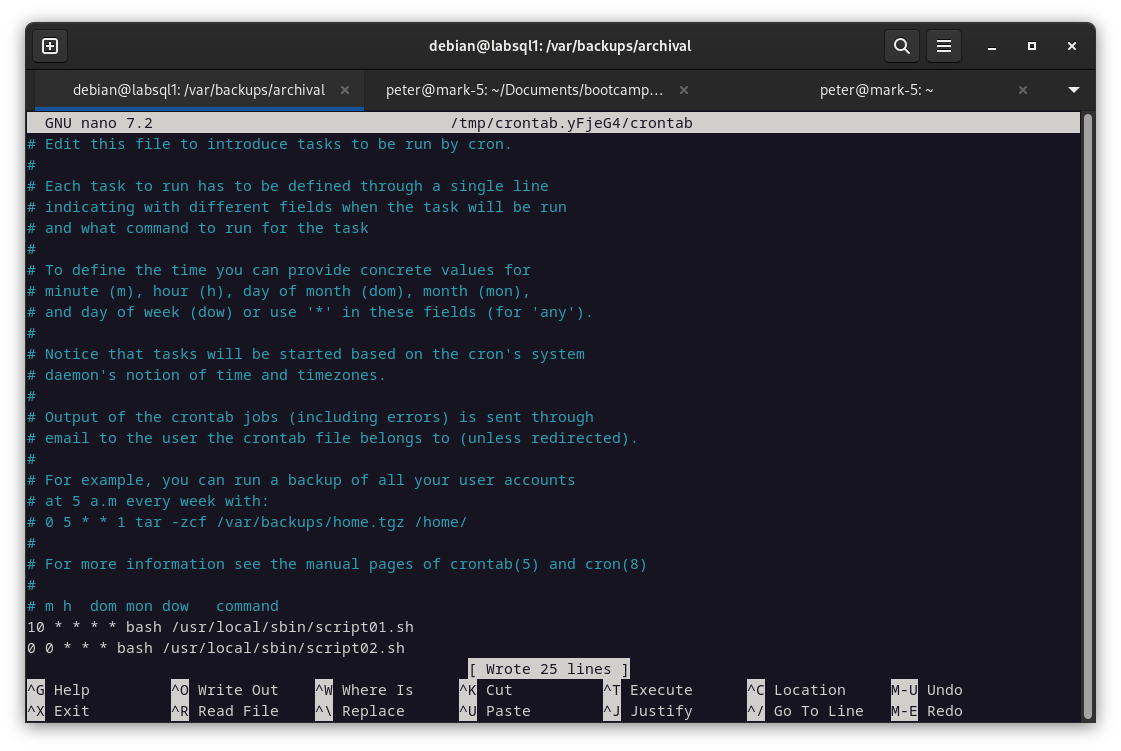 debian@labsql1: /var/backups/archival
debian@labsql1: /var/backups/archival
peter@mark-5: ~/Documents/bootcamp…
peter@mark-5: ~
GNU nano 7.2 /tmp/crontab.yFjeG4/crontab
# Edit this file to introduce tasks to be run by cron.
#
# Each task to run has to be defined through a single line
# indicating with different fields when the task will be run
# and what command to run for the task
#
# To define the time you can provide concrete values for
# minute (m), hour (h), day of month (dom), month (mon),
# and day of week (dow) or use '*' in these fields (for 'any').
#
# Notice that tasks will be started based on the cron's system
# daemon's notion of time and timezones.
#
# Output of the crontab jobs (including errors) is sent through
# email to the user the crontab file belongs to (unless redirected).
#
# For example, you can run a backup of all your user accounts
# at 5 a.m every week with:
# 0 5 * * 1 tar -zcf /var/backups/home.tgz /home/
#
# For more information see the manual pages of crontab(5) and cron(8)
#
# m h  dom mon dow   command
10 * * * * bash /usr/local/sbin/script01.sh
0 0 * * * bash /usr/local/sbin/script02.sh
[ Wrote 25 lines ]
^G Help ^O Write Out ^W Where Is ^K Cut ^T Execute ^C Location M-U Undo
^X Exit ^R Read File ^\ Replace ^U Paste ^J Justify ^/ Go To Line M-E Redo